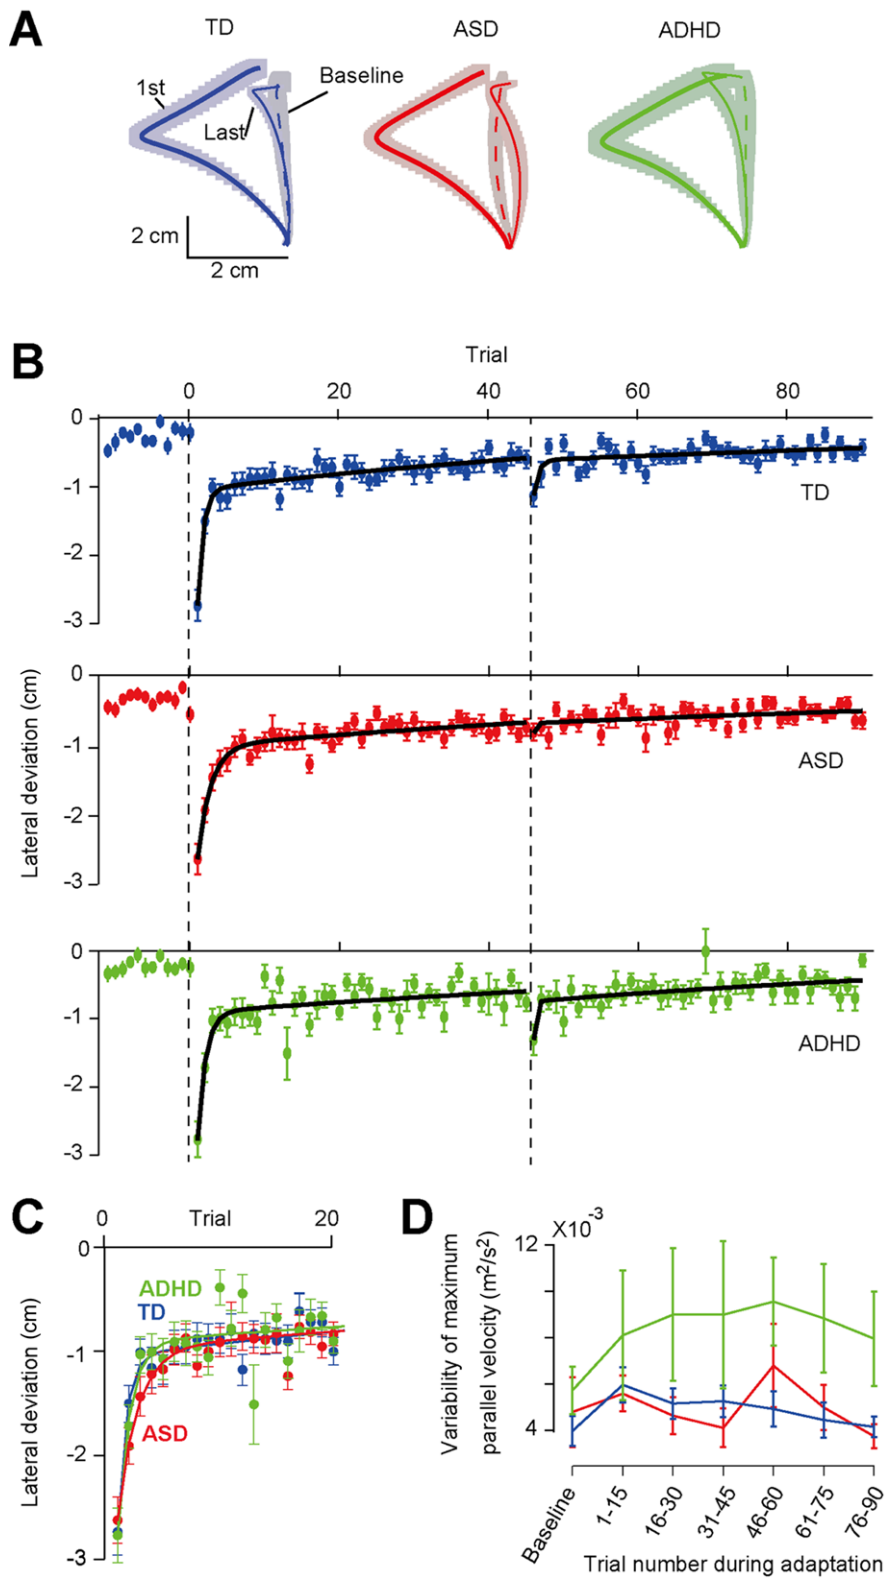 A
TD
ASD
ADHD
1st
Baseline
Last
2 cm
2 cm
B
Trial
0 20 40 60 80
0
-1
-2
-3
TD
0
-1
-2
-3
ASD
Lateral deviation (cm)
0
-1
-2
-3
ADHD
C
0 Trial 20
0
-1
-2
-3
ADHD
TD
ASD
Lateral deviation (cm)
D
X10-3
12
4
Variability of maximum
parallel velocity (m2/s2)
Baseline
1-15
16-30
31-45
46-60
61-75
76-90
Trial number during adaptation